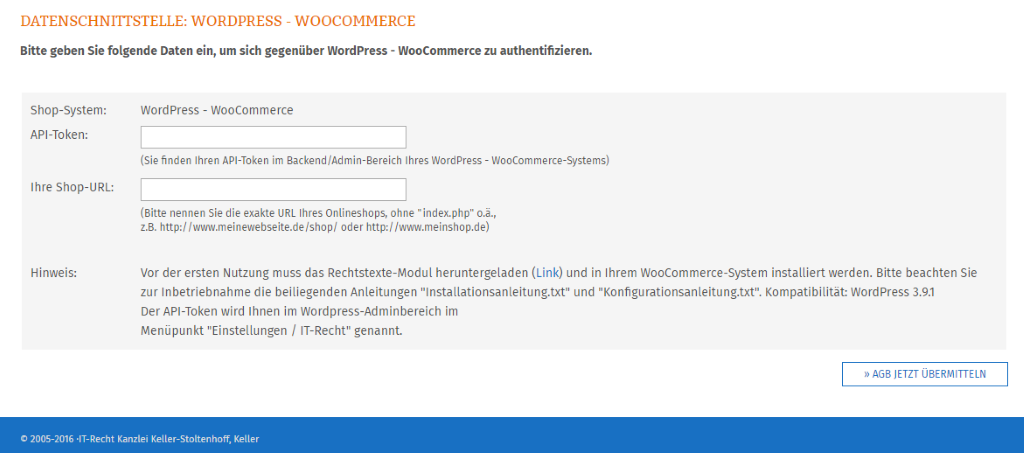 DATENSCHNITTSTELLE: WORDPRESS - WOOCOMMERCE
Bitte geben Sie folgende Daten ein, um sich gegenüber WordPress - WooCommerce zu authentifizieren.
Shop-System: WordPress - WooCommerce
API-Token:
(Sie finden Ihren API-Token im Backend/Admin-Bereich Ihres WordPress - WooCommerce-Systems)
Ihre Shop-URL:
(Bitte nennen Sie die exakte URL Ihres Onlineshops, ohne "index.php" o.ä.,
z.B. http://www.meinewebseite.de/shop/ oder http://www.meinshop.de)
Hinweis: Vor der ersten Nutzung muss das Rechtstexte-Modul heruntergeladen (Link) und in Ihrem WooCommerce-System installiert werden. Bitte beachten Sie
zur Inbetriebnahme die beiliegenden Anleitungen "Installationsanleitung.txt" und "Konfigurationsanleitung.txt". Kompatibilität: WordPress 3.9.1
Der API-Token wird Ihnen im Wordpress-Adminbereich im
Menüpunkt "Einstellungen / IT-Recht" genannt.
» AGB JETZT ÜBERMITTELN
© 2005-2016 ·IT-Recht Kanzlei Keller-Stoltenhoff, Keller